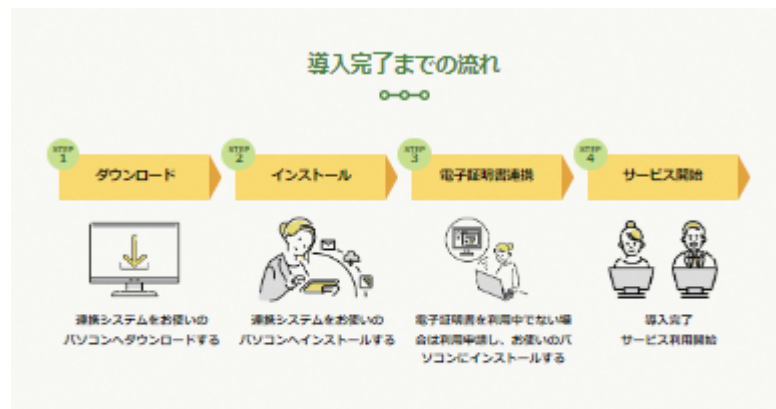 導入完了までの流れ
STEP
1
ダウンロード
STEP
2
インストール
STEP
3
電子証明書連携
STEP
4
サービス開始
連携システムをお使いの
パソコンへダウンロードする
連携システムをお使いの
パソコンへインストールする
電子証明書を利用中でない場
合は利用申請し、お使いのパ
ソコンにインストールする
導入完了
サービス利用開始